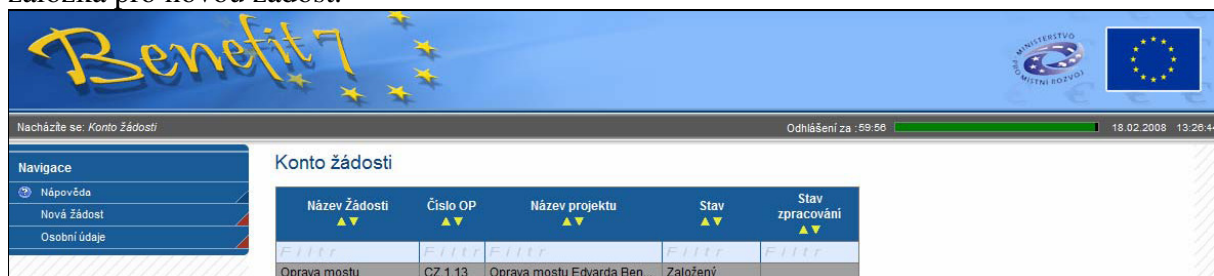 založka pro novou žádost.
Benefit7
MINISTERSTVO
PRO MÍSTNÍ ROZVOJ
Nacházíte se: Konto žádosti
Odhlášení za :59:56 18.02.2008 13:26:44
Navigace
Nápověda
Nová žádost
Osobní údaje
Konto žádosti
Název Žádosti Číslo OP Název projektu Stav Stav zpracování
Filtr Filtr Filtr Filtr Filtr
Oprava mostu CZ.1.13 Oprava mostu Edvarda Ben... Založený